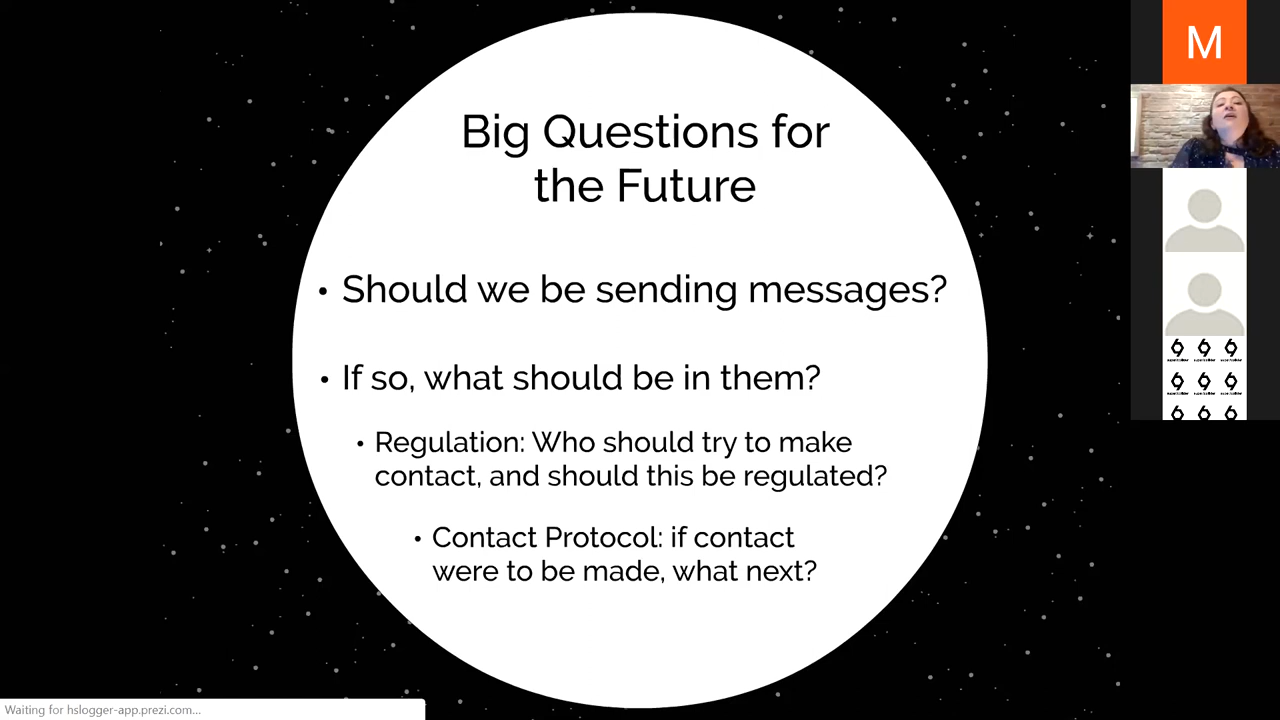 Big Questions for
the Future
• Should we be sending messages?
• If so, what should be in them?
• Regulation: Who should try to make
contact, and should this be regulated?
• Contact Protocol: if contact
were to be made, what next?
M
Waiting for hslogger-app.prezi.com...